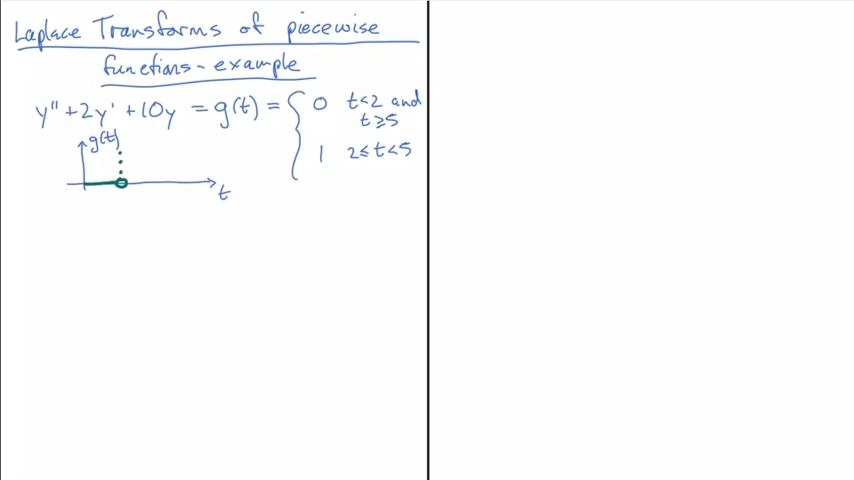 Laplace Transforms of piecewise
functions - example
y'' + 2y' + 10y = g(t) = { 0 t<2 and
t≥5
1 2≤t<5
g(t)
t